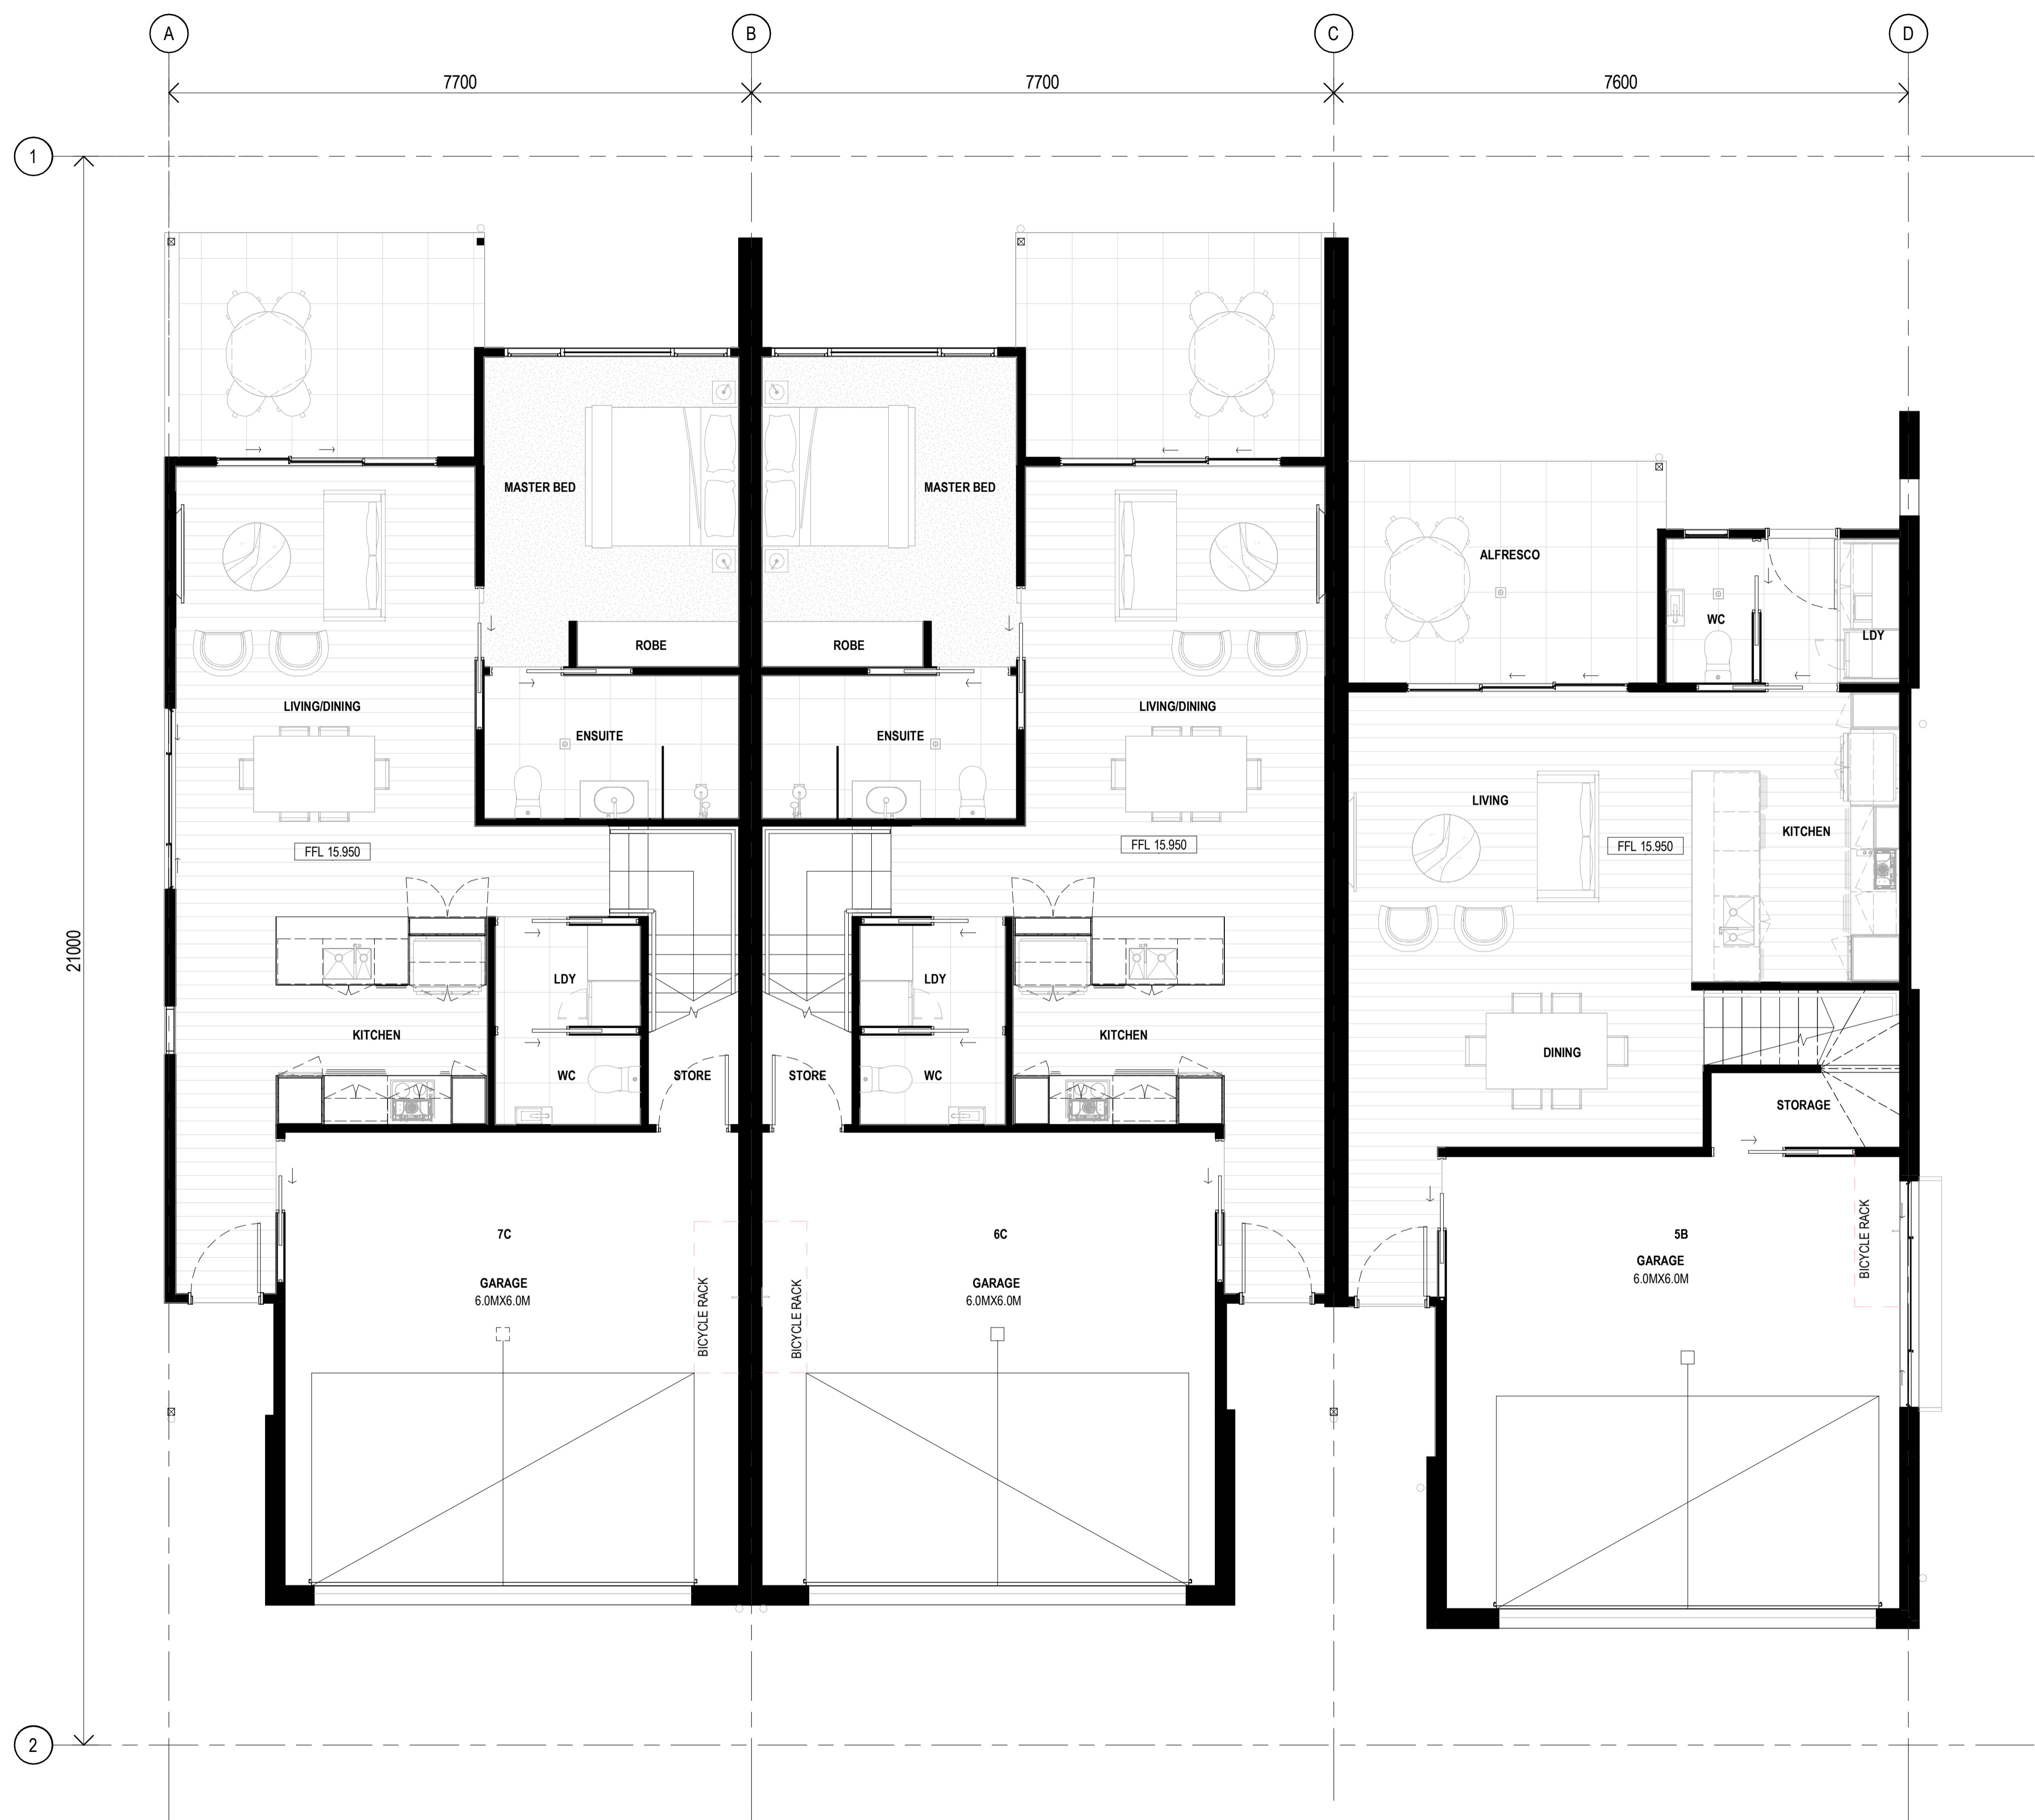 A
B
C
D
7700
7700
7600
1
MASTER BED
MASTER BED
ALFRESCO
WC
LDY
ROBE
ROBE
LIVING/DINING
LIVING/DINING
ENSUITE
ENSUITE
LIVING
KITCHEN
FFL 15.950
FFL 15.950
FFL 15.950
21000
LDY
LDY
KITCHEN
KITCHEN
DINING
WC
STORE
STORE
WC
STORAGE
7C
6C
5B
GARAGE
6.0MX6.0M
GARAGE
6.0MX6.0M
GARAGE
6.0MX6.0M
BICYCLE RACK
BICYCLE RACK
BICYCLE RACK
2